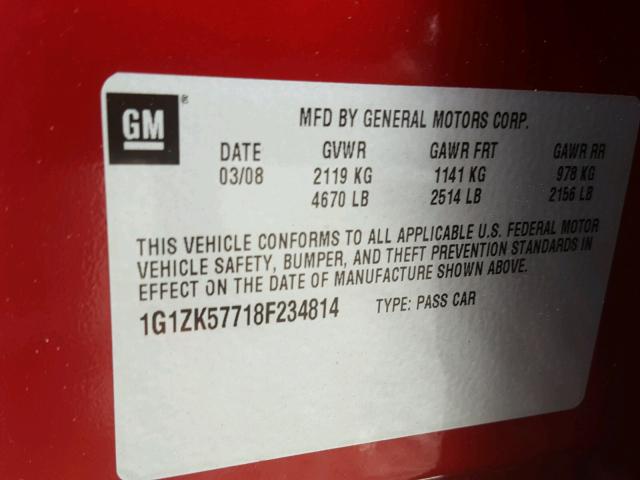 GM ®
MFD BY GENERAL MOTORS CORP.
DATE GVWR GAWR FRT GAWR RR
03/08 2119 KG 1141 KG 978 KG
4670 LB 2514 LB 2156 LB
THIS VEHICLE CONFORMS TO ALL APPLICABLE U.S. FEDERAL MOTOR
VEHICLE SAFETY, BUMPER, AND THEFT PREVENTION STANDARDS IN
EFFECT ON THE DATE OF MANUFACTURE SHOWN ABOVE.
1G1ZK57718F234814 TYPE: PASS CAR